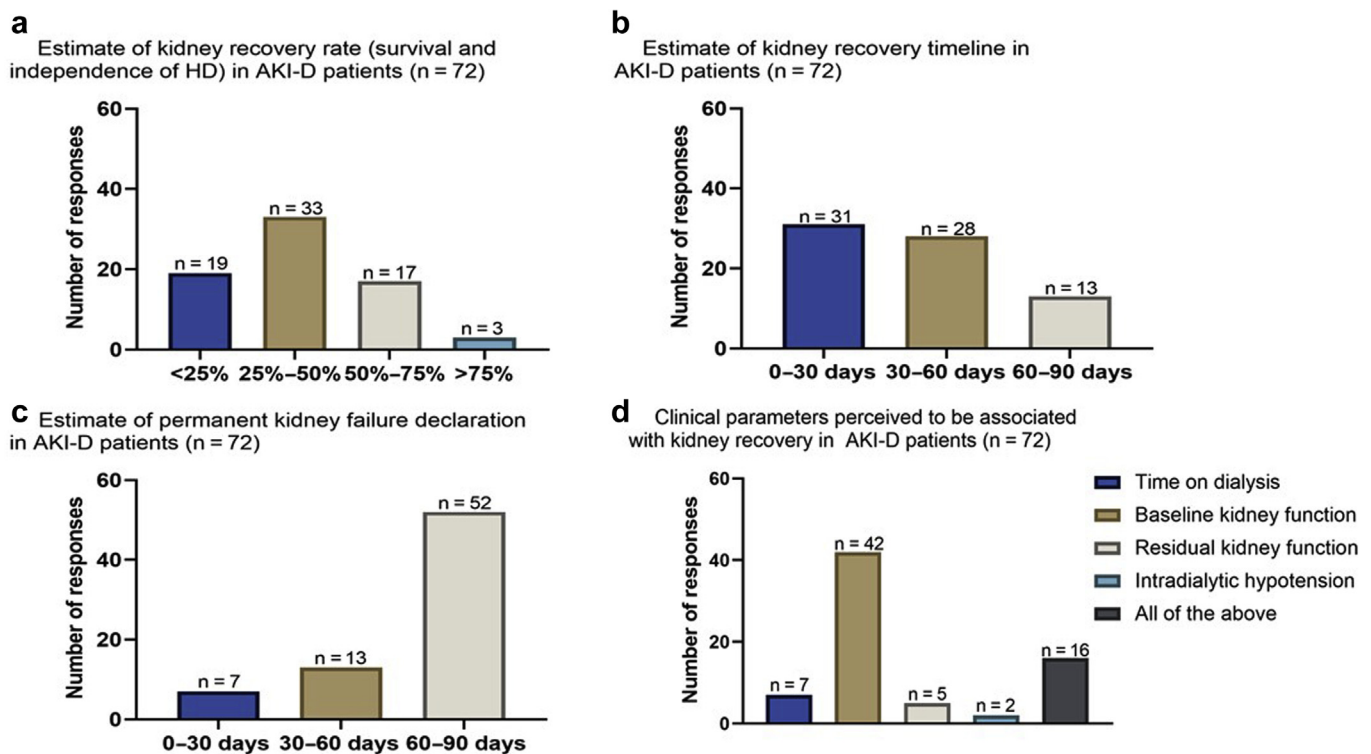 a
Estimate of kidney recovery rate (survival and
independence of HD) in AKI-D patients (n = 72)
Number of responses
60
40
20
0
n = 19
n = 33
n = 17
n = 3
<25% 25%–50% 50%–75% >75%
b
Estimate of kidney recovery timeline in
AKI-D patients (n = 72)
Number of responses
60
40
20
0
n = 31
n = 28
n = 13
0–30 days 30–60 days 60–90 days
c
Estimate of permanent kidney failure declaration
in AKI-D patients (n = 72)
Number of responses
60
40
20
0
n = 7
n = 13
n = 52
0–30 days 30–60 days 60–90 days
d
Clinical parameters perceived to be associated
with kidney recovery in AKI-D patients (n = 72)
Number of responses
60
40
20
0
n = 7
n = 42
n = 5
n = 2
n = 16
Time on dialysis
Baseline kidney function
Residual kidney function
Intradialytic hypotension
All of the above